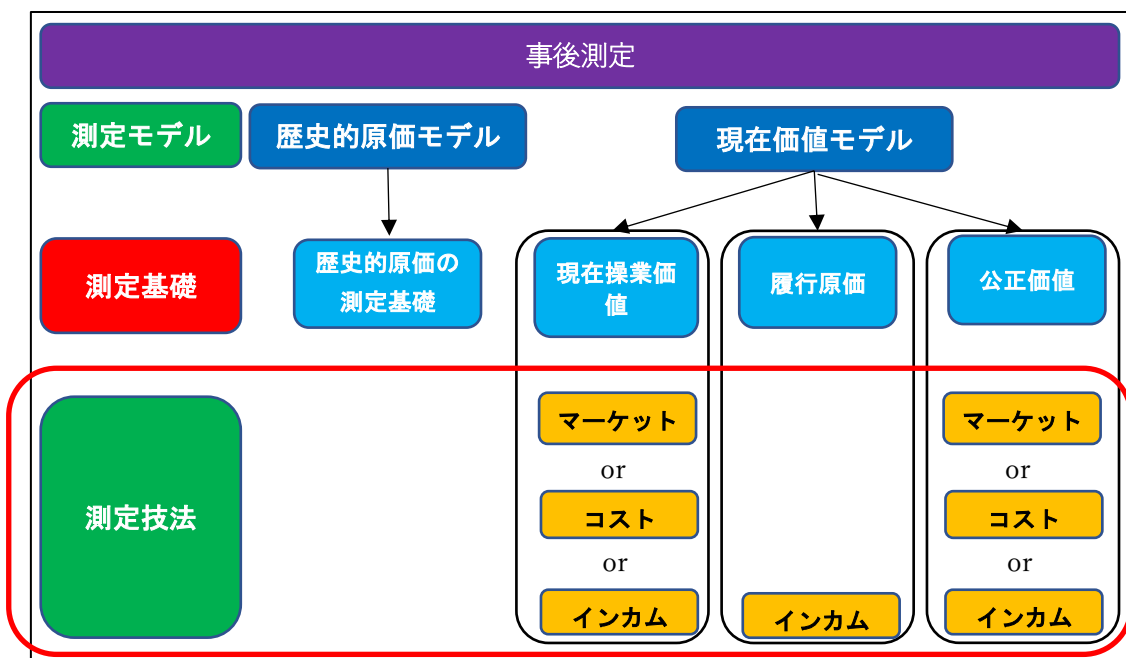 事後測定
測定モデル
歴史的原価モデル
現在価値モデル
測定基礎
歴史的原価の
測定基礎
現在操業価
値
履行原価
公正価値
測定技法
マーケット
or
コスト
or
インカム
インカム
マーケット
or
コスト
or
インカム